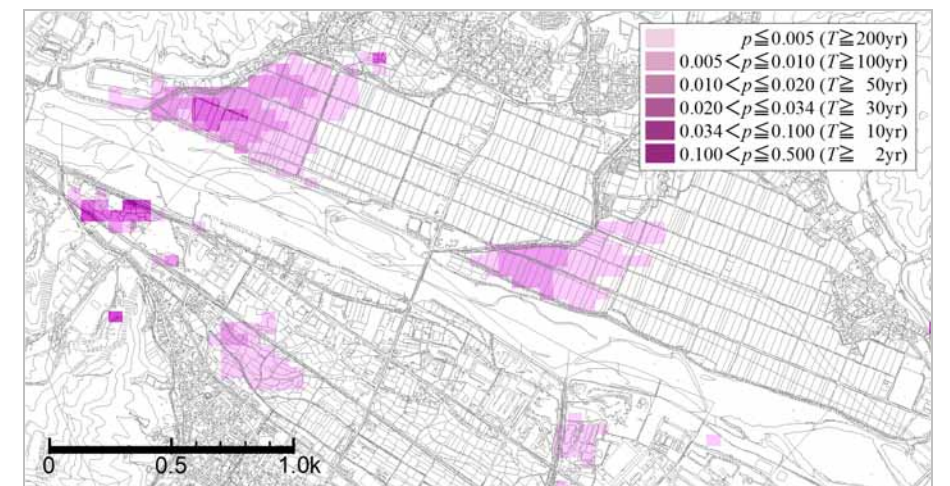 p≦0.005 (T≧200yr)
0.005<p≦0.010 (T≧100yr)
0.010<p≦0.020 (T≧ 50yr)
0.020<p≦0.034 (T≧ 30yr)
0.034<p≦0.100 (T≧ 10yr)
0.100<p≦0.500 (T≧ 2yr)
0 0.5 1.0k